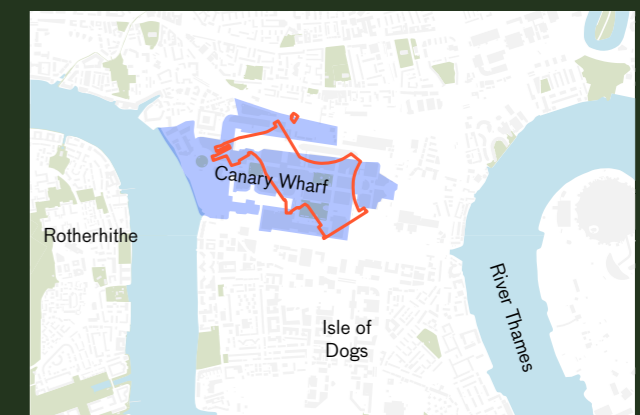 Canary Wharf
Rotherhithe
River Thames
Isle of
Dogs